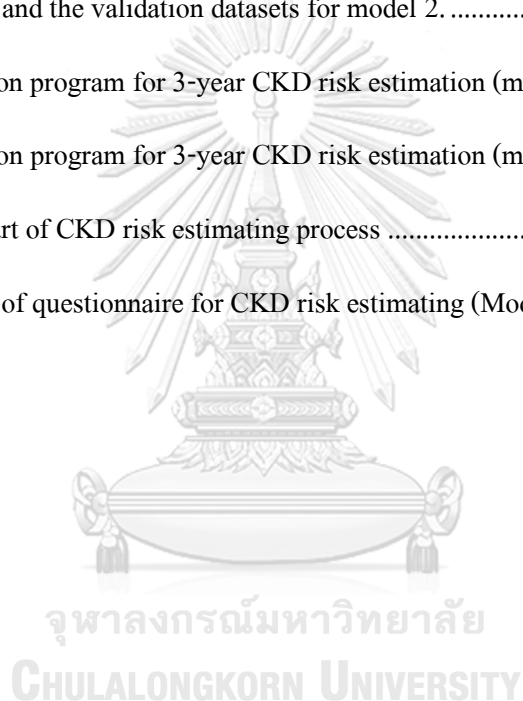 and the validation datasets for model 2. ............
on program for 3-year CKD risk estimation (m
on program for 3-year CKD risk estimation (m
rt of CKD risk estimating process .....................
of questionnaire for CKD risk estimating (Mod
จุฬาลงกรณ์มหาวิทยาลัย
CHULALONGKORN UNIVERSITY